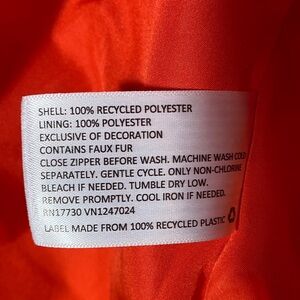 SHELL: 100% RECYCLED POLYESTER
LINING: 100% POLYESTER
EXCLUSIVE OF DECORATION
CONTAINS FAUX FUR
CLOSE ZIPPER BEFORE WASH. MACHINE WASH COLD
SEPARATELY. GENTLE CYCLE. ONLY NON-CHLORINE
BLEACH IF NEEDED. TUMBLE DRY LOW.
REMOVE PROMPTLY. COOL IRON IF NEEDED.
RN17730 VN1247024
LABEL MADE FROM 100% RECYCLED PLASTIC